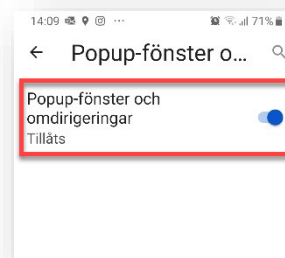 14:09 71%
Popup-fönster o...
Popup-fönster och
omdirigeringar
Tillåts